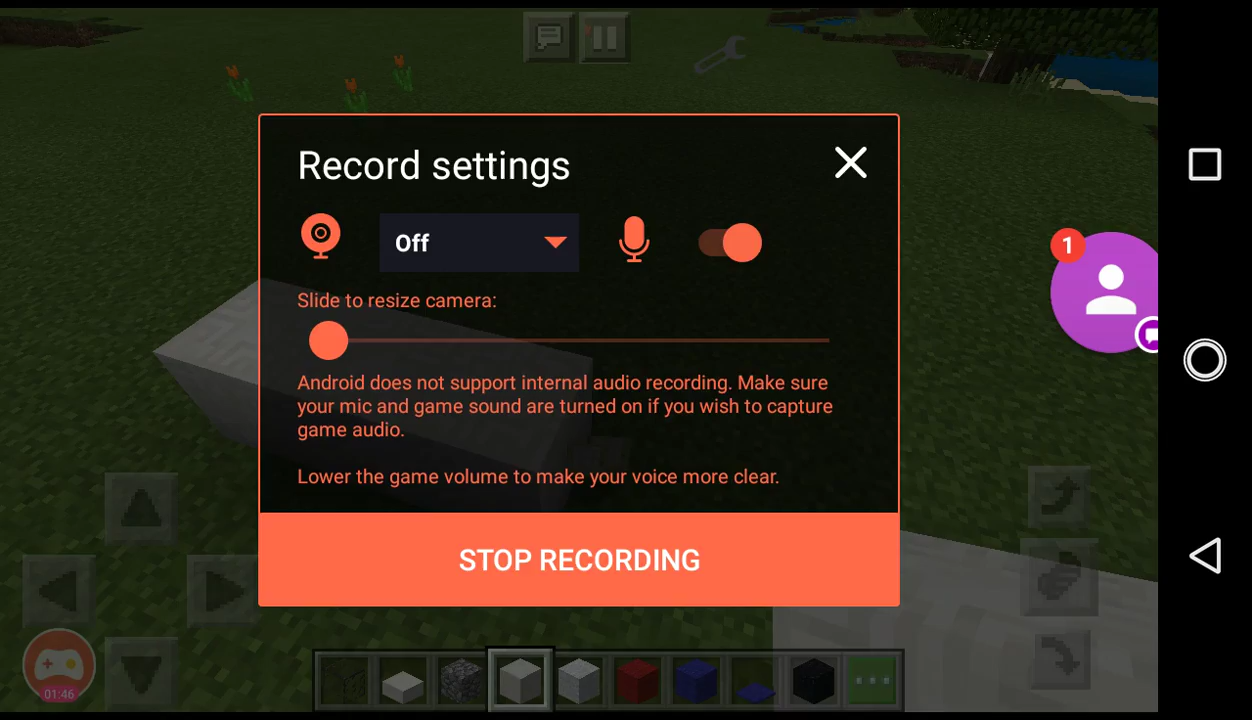 Record settings
Off
1
Slide to resize camera:
Android does not support internal audio recording. Make sure
your mic and game sound are turned on if you wish to capture
game audio.
Lower the game volume to make your voice more clear.
STOP RECORDING
01:46